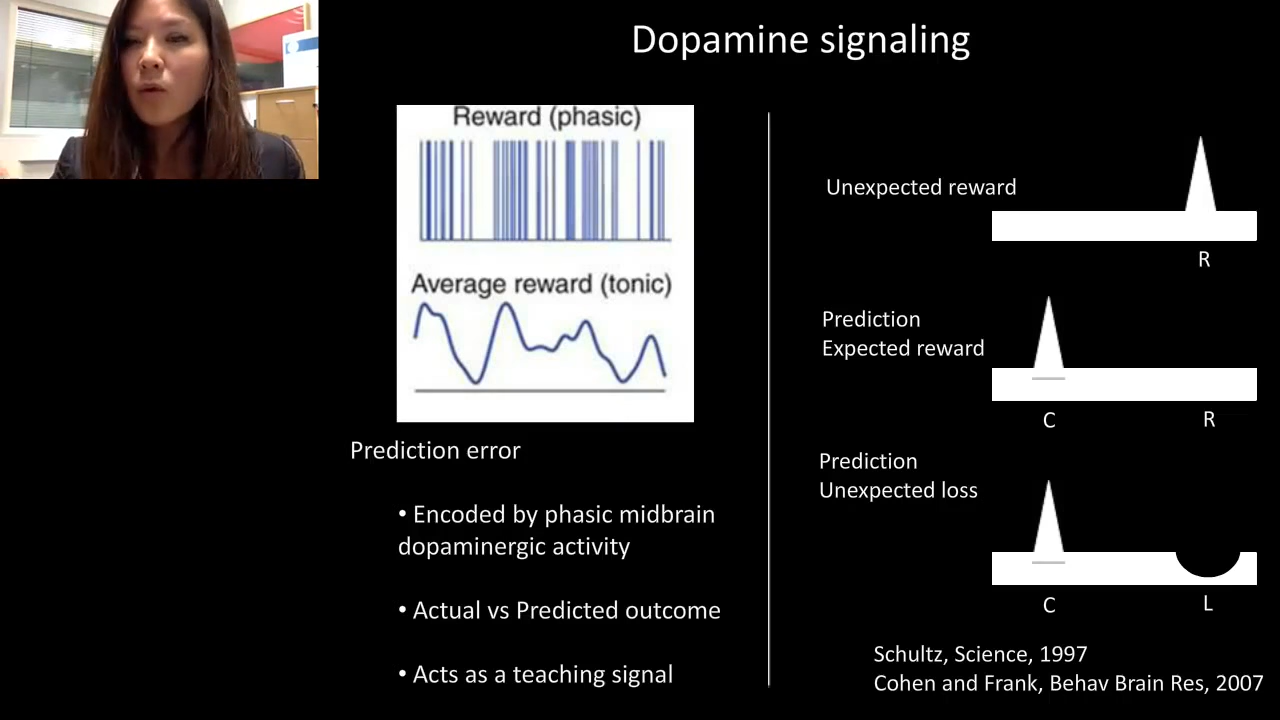 Dopamine signaling
Reward (phasic)
Average reward (tonic)
Prediction error
• Encoded by phasic midbrain
dopaminergic activity
• Actual vs Predicted outcome
• Acts as a teaching signal
Unexpected reward
R
Prediction
Expected reward
C R
Prediction
Unexpected loss
C L
Schultz, Science, 1997
Cohen and Frank, Behav Brain Res, 2007